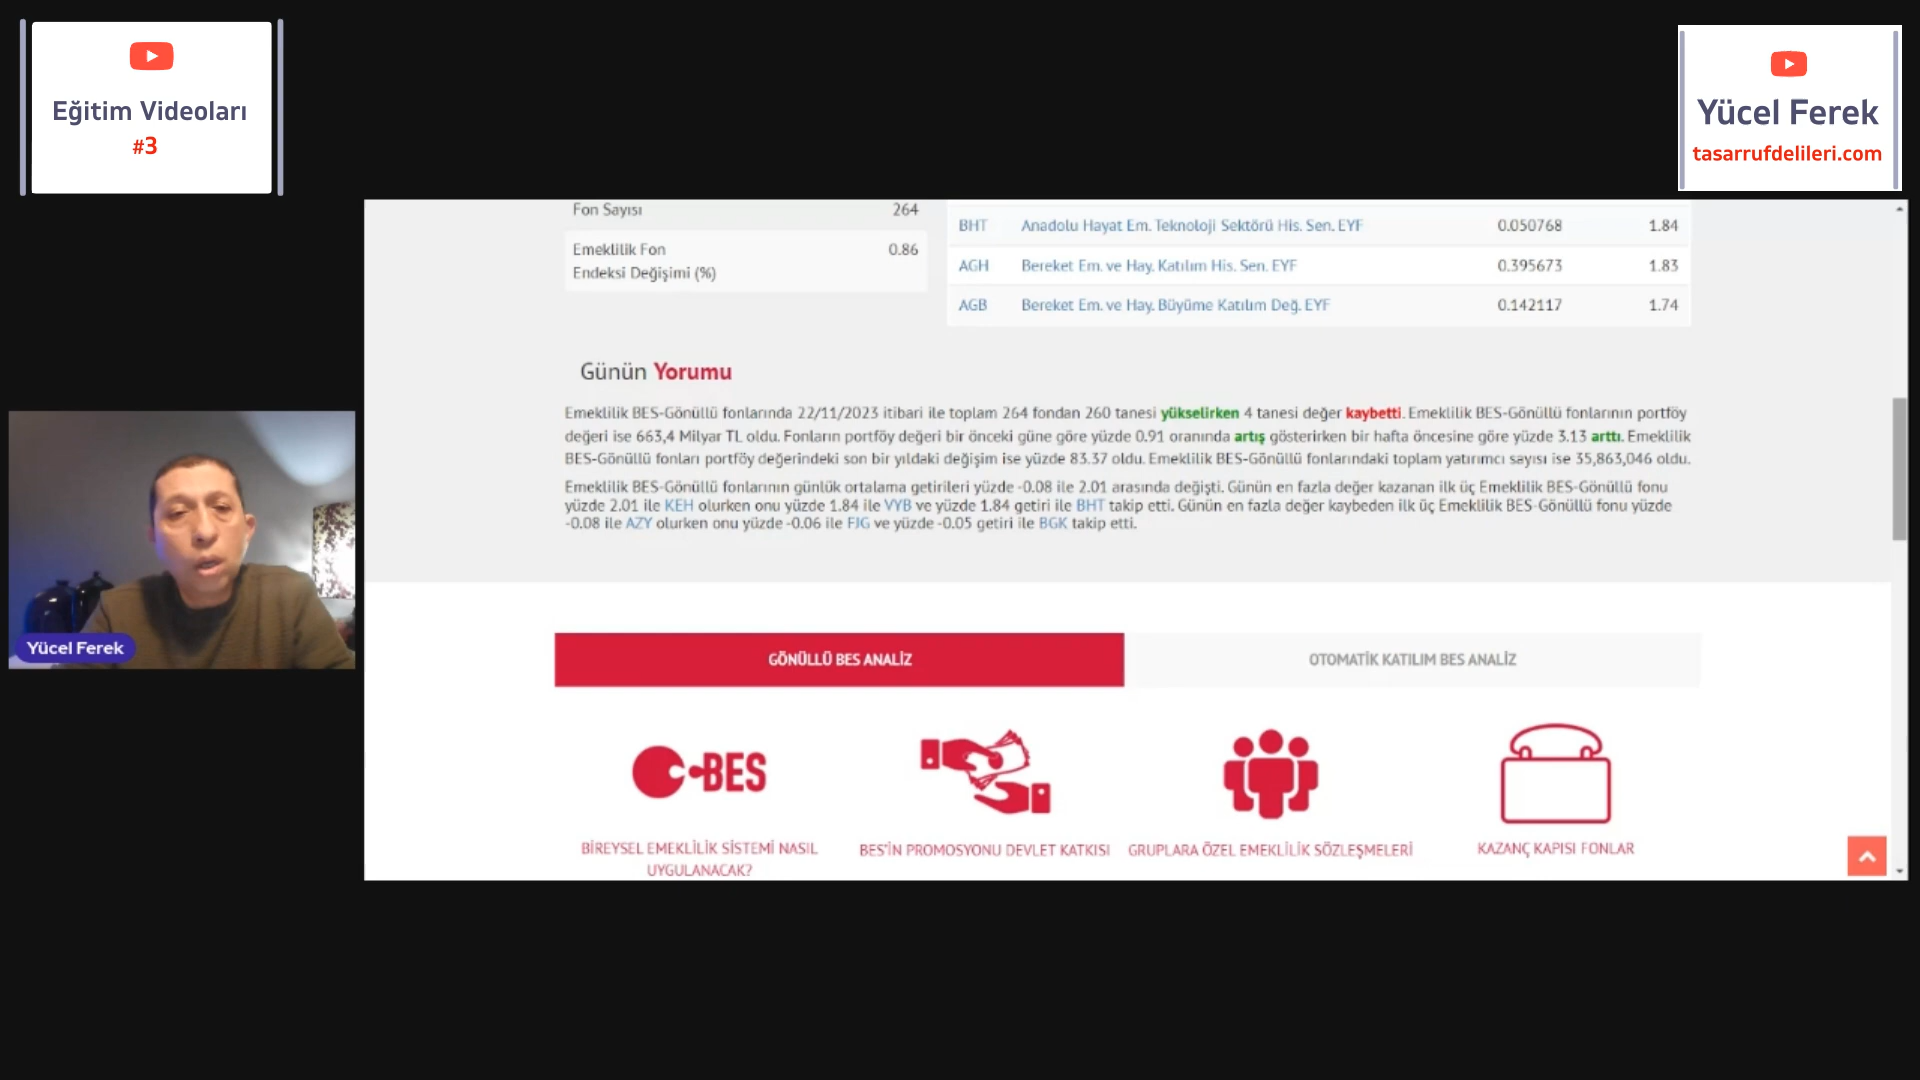 Eğitim Videoları
#3
Yücel Ferek
tasarrufdelileri.com
Fon Sayısı 264
Emeklilik Fon 0.86
Endeksi Değişimi (%)
BHT Anadolu Hayat Em. Teknoloji Sektörü His. Sen. EYF 0.050768 1.84
AGH Bereket Em. ve Hay. Katılım His. Sen. EYF 0.395673 1.83
AGB Bereket Em. ve Hay. Büyüme Katılım Değ. EYF 0.142117 1.74
Günün Yorumu
Emeklilik BES-Gönüllü fonlarında 22/11/2023 itibari ile toplam 264 fondan 260 tanesi yükselirken 4 tanesi değer kaybetti. Emeklilik BES-Gönüllü fonlarının portföy
değeri ise 663,4 Milyar TL oldu. Fonların portföy değeri bir önceki güne göre yüzde 0.91 oranında artış gösterirken bir hafta öncesine göre yüzde 3.13 arttı. Emeklilik
BES-Gönüllü fonları portföy değerindeki son bir yıldaki değişim ise yüzde 83.37 oldu. Emeklilik BES-Gönüllü fonlarındaki toplam yatırımcı sayısı ise 35,863,046 oldu.
Emeklilik BES-Gönüllü fonlarının günlük ortalama getirileri yüzde -0.08 ile 2.01 arasında değişti. Günün en fazla değer kazanan ilk üç Emeklilik BES-Gönüllü fonu
yüzde 2.01 ile KEH olurken onu yüzde 1.84 ile VYB ve yüzde 1.84 getiri ile BHT takip etti. Günün en fazla değer kaybeden ilk üç Emeklilik BES-Gönüllü fonu yüzde
-0.08 ile AZY olurken onu yüzde -0.06 ile FJG ve yüzde -0.05 getiri ile BGK takip etti.
Yücel Ferek
GÖNÜLLÜ BES ANALİZ
OTOMATİK KATILIM BES ANALİZ
BES
BİREYSEL EMEKLİLİK SİSTEMİ NASIL
UYGULANACAK?
BES'İN PROMOSYONU DEVLET KATKISI
GRUPLARA ÖZEL EMEKLİLİK SÖZLEŞMELERİ
KAZANÇ KAPISI FONLAR